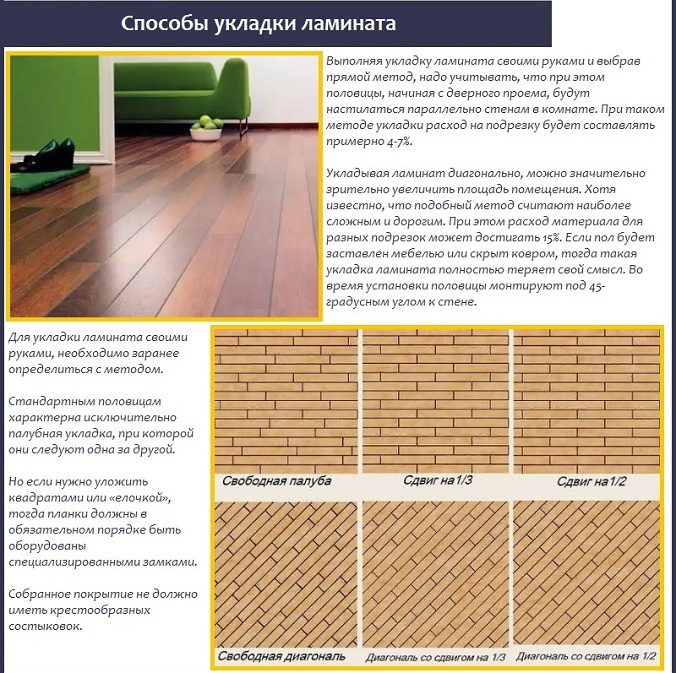 Способы укладки ламината
Выполняя укладку ламината своими руками и выбрав
прямой метод, надо учитывать, что при этом
половицы, начиная с дверного проема, будут
настилаться параллельно стенам в комнате. При таком
методе укладки расход на подрезку будет составлять
примерно 4-7%.
Укладывая ламинат диагонально, можно значительно
зрительно увеличить площадь помещения. Хотя
известно, что подобный метод считают наиболее
сложным и дорогим. При этом расход материала для
разных подрезок может достигать 15%. Если пол будет
заставлен мебелью или скрыт ковром, тогда такая
укладка ламината полностью теряет свой смысл. Во
время установки половицы монтируют под 45-
градусным углом к стене.
Для укладки ламината своими
руками, необходимо заранее
определиться с методом.
Стандартным половицам
характерна исключительно
палубная укладка, при которой
они следуют одна за другой.
Но если нужно уложить
квадратами или «елочкой»,
тогда планки должны в
обязательном порядке быть
оборудованы
специализированными замками.
Собранное покрытие не должно
иметь крестообразных
состыковок.
Свободная палуба
Сдвиг на 1/3
Сдвиг на 1/2
Свободная диагональ
Диагональ со сдвигом на 1/3
Диагональ со сдвигом на 1/2